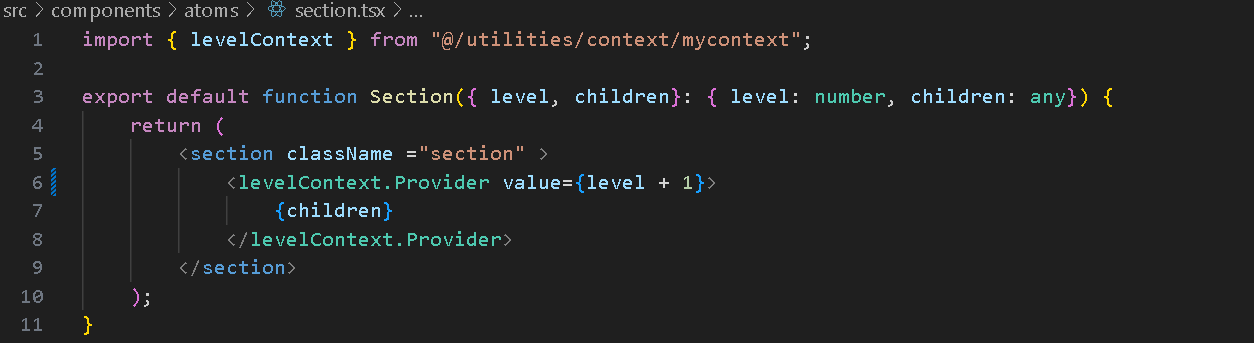 src > components > atoms > section.tsx > ...
1 import { levelContext } from "@/utilities/context/mycontext";
2
3 export default function Section({ level, children}: { level: number, children: any}) {
4     return (
5         <section className ="section" >
6             <levelContext.Provider value={level + 1}>
7                 {children}
8             </levelContext.Provider>
9         </section>
10     );
11 }